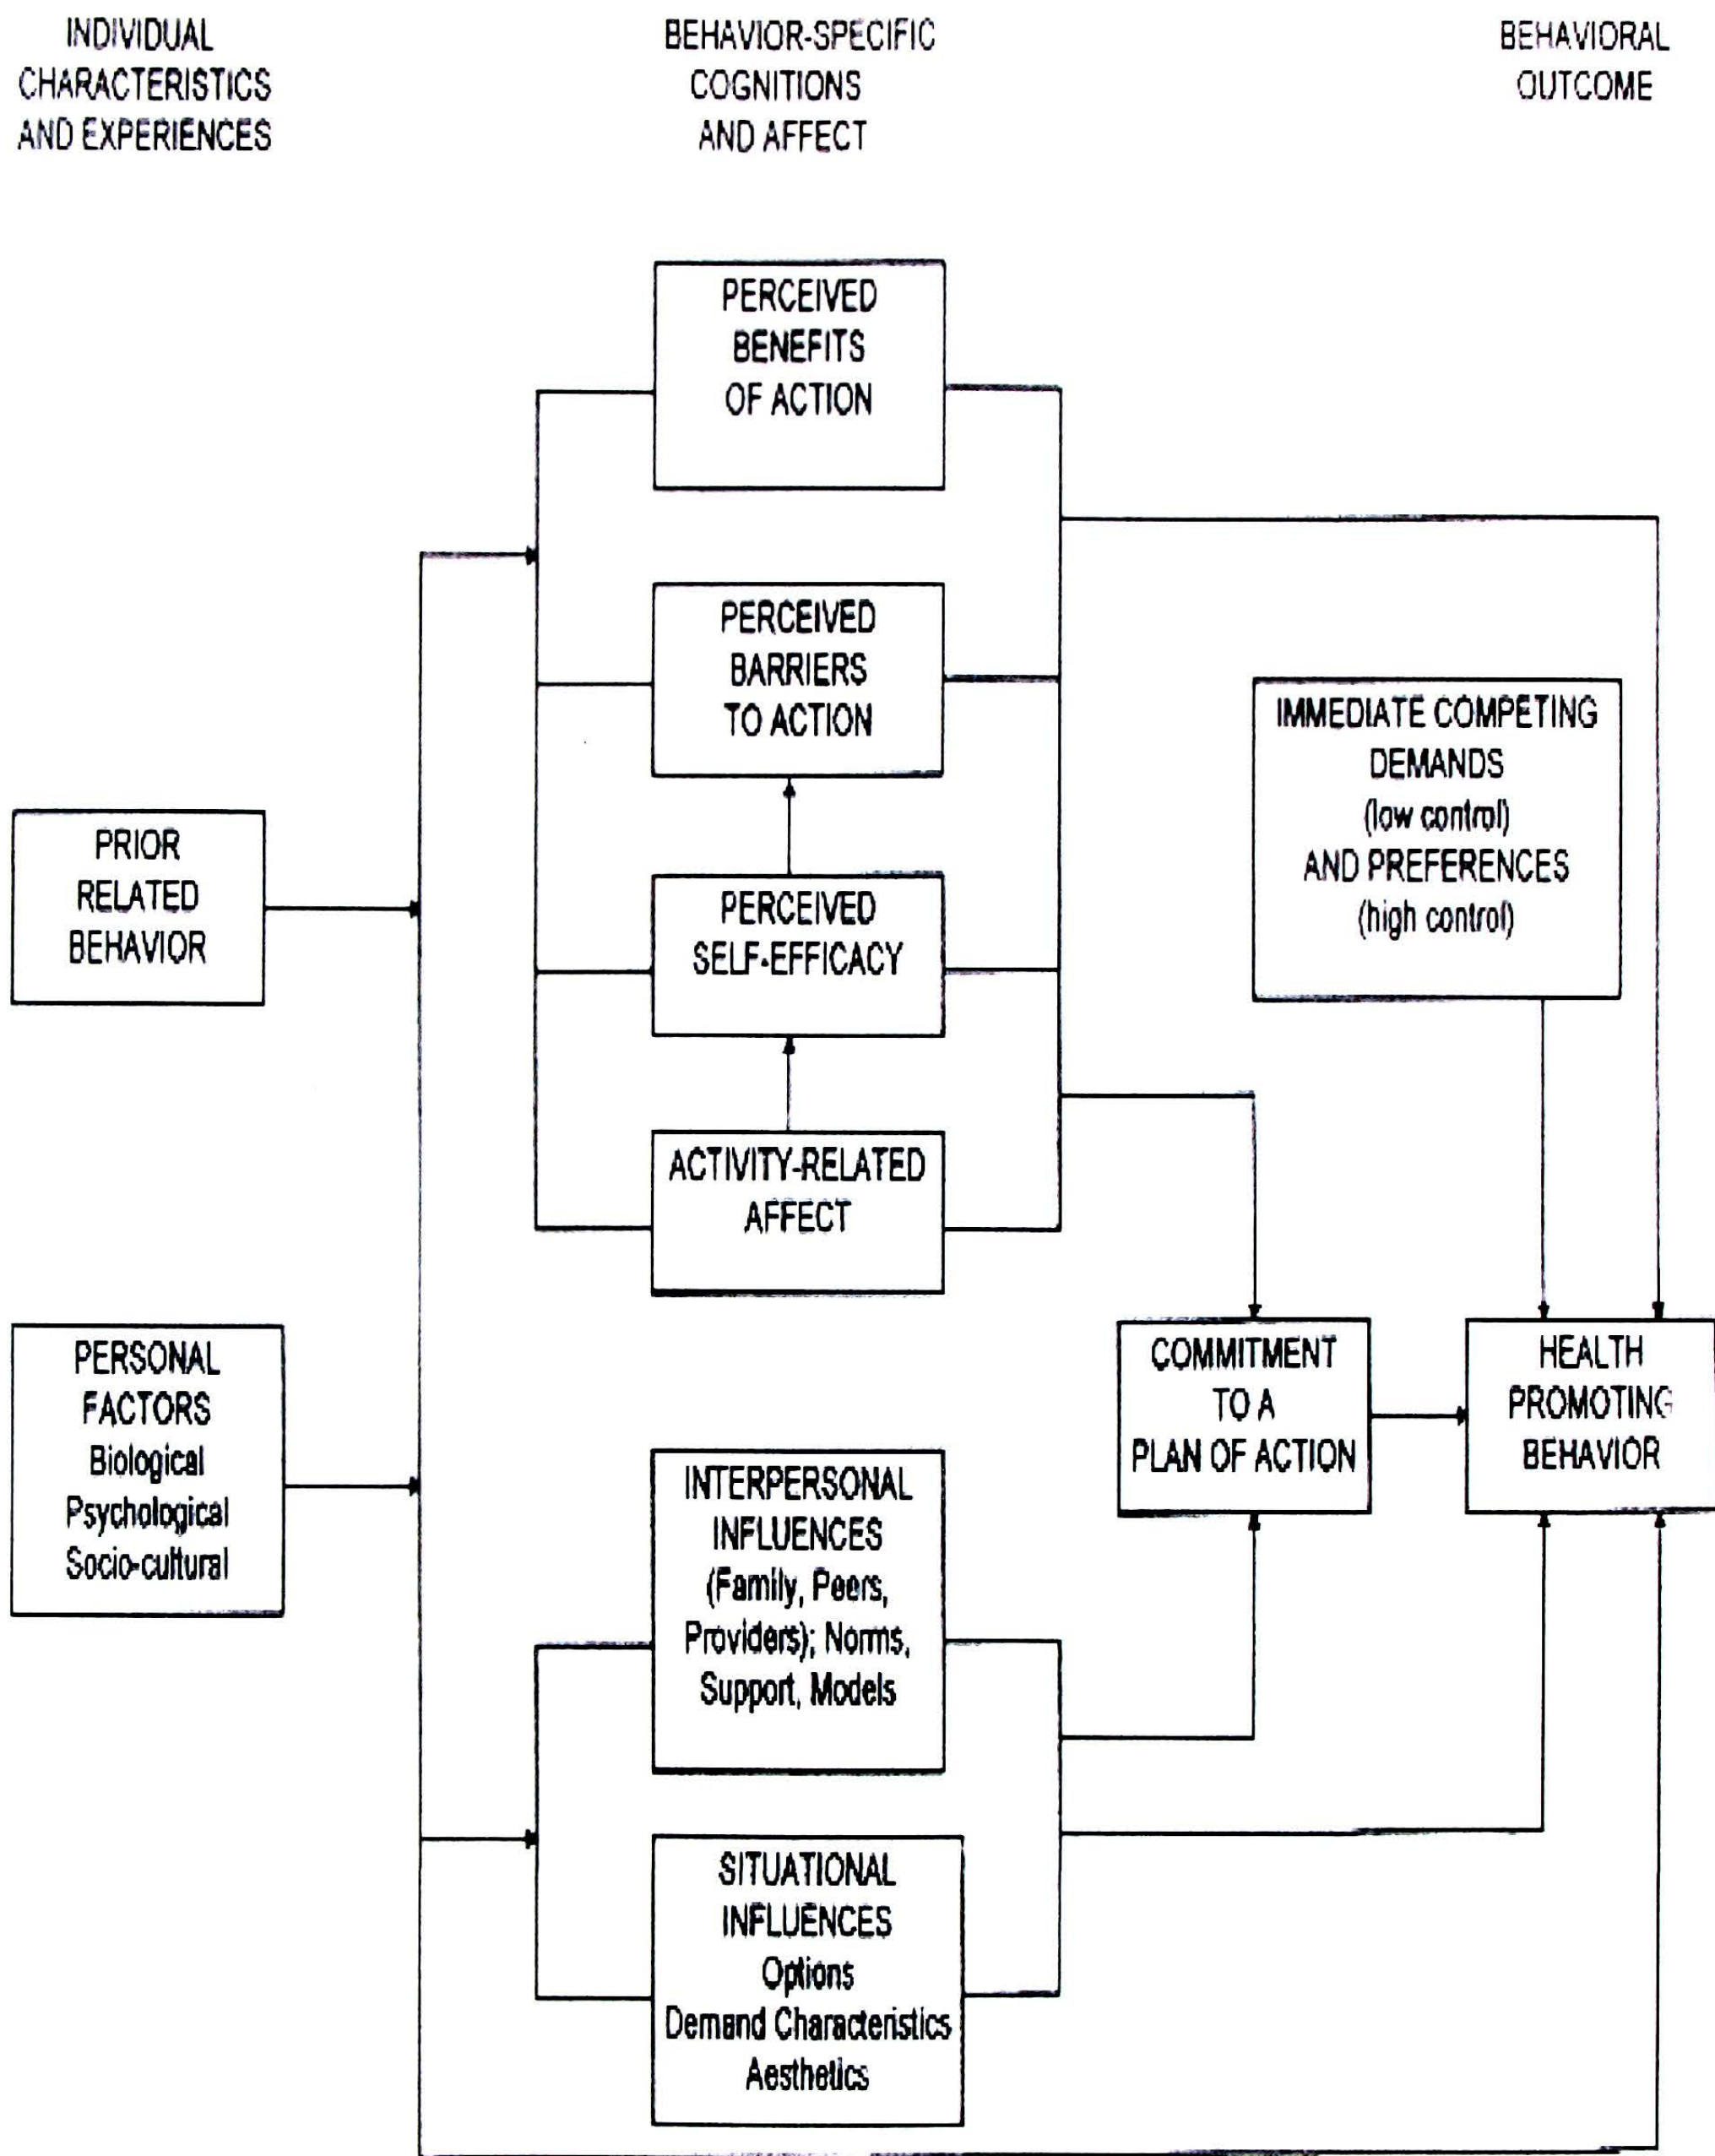 INDIVIDUAL
CHARACTERISTICS
AND EXPERIENCES
BEHAVIOR-SPECIFIC
COGNITIONS
AND AFFECT
BEHAVIORAL
OUTCOME
PERCEIVED
BENEFITS
OF ACTION
PERCEIVED
BARRIERS
TO ACTION
IMMEDIATE COMPETING
DEMANDS
(low control)
AND PREFERENCES
(high control)
PRIOR
RELATED
BEHAVIOR
PERCEIVED
SELF-EFFICACY
ACTIVITY-RELATED
AFFECT
PERSONAL
FACTORS
Biological
Psychological
Socio-cultural
COMMITMENT
TO A
PLAN OF ACTION
HEALTH
PROMOTING
BEHAVIOR
INTERPERSONAL
INFLUENCES
(Family, Peers,
Providers); Norms,
Support, Models
SITUATIONAL
INFLUENCES
Options
Demand Characteristics
Aesthetics